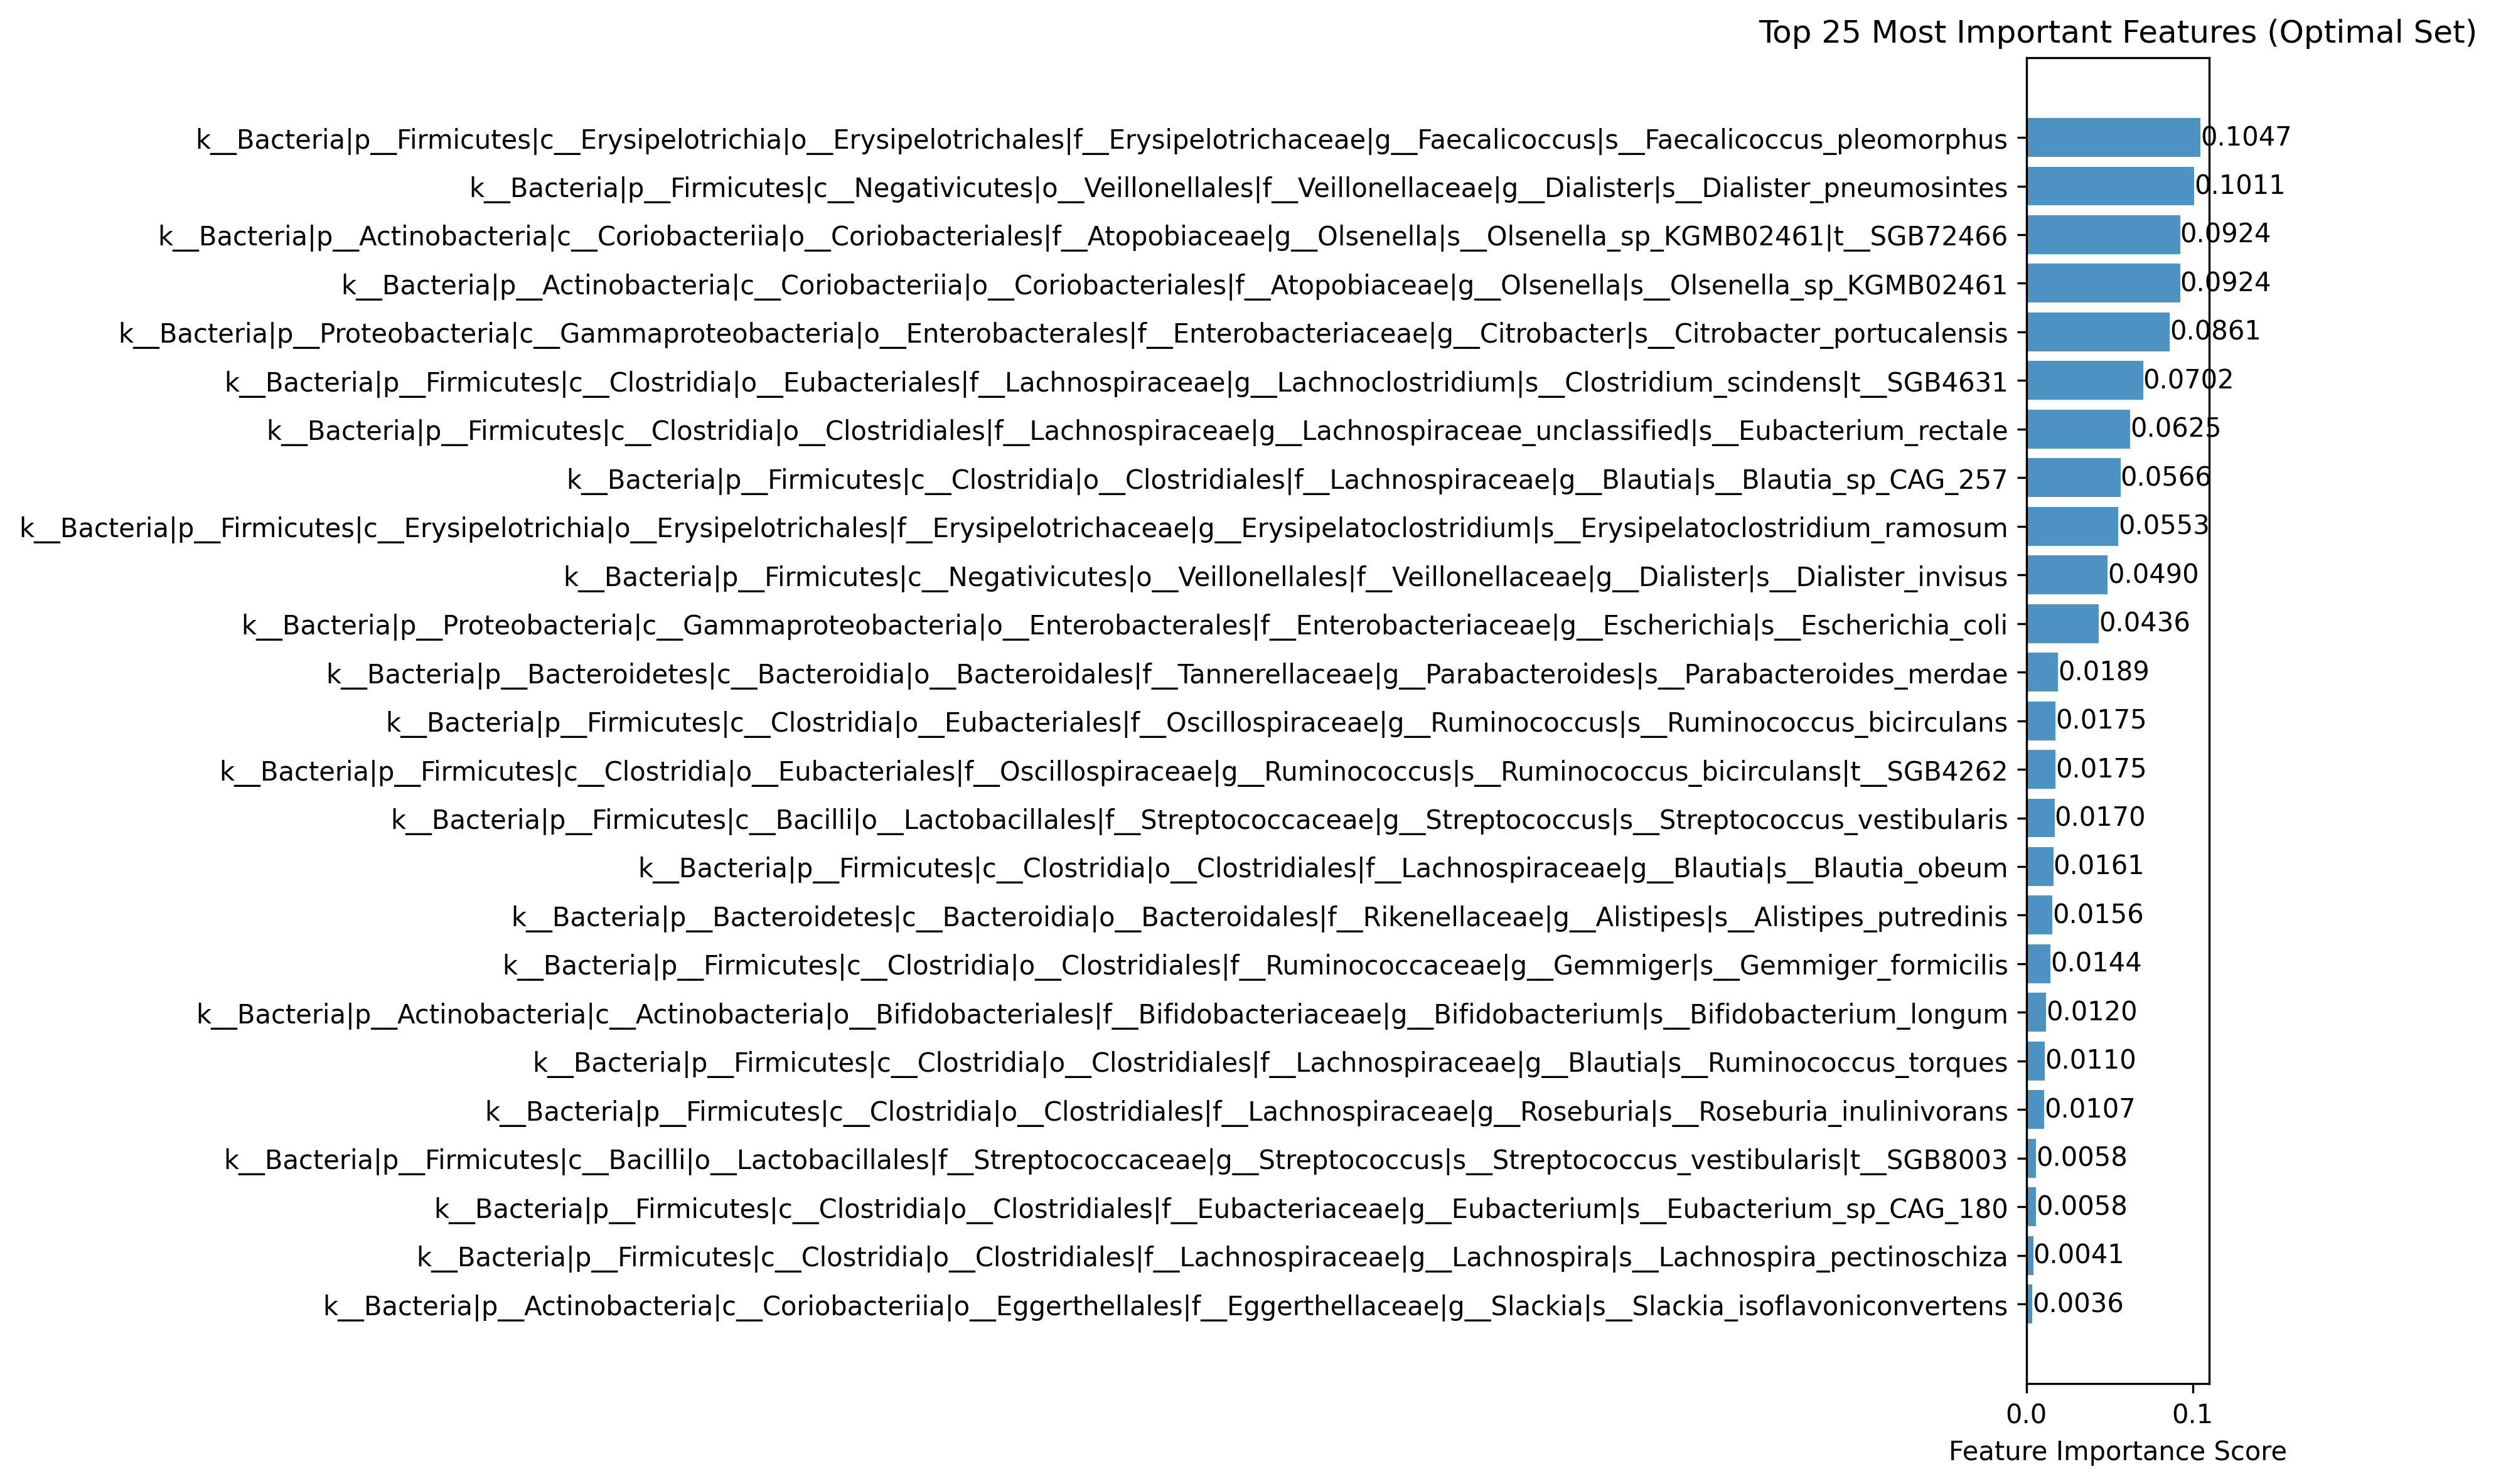 Top 25 Most Important Features (Optimal Set)
k__Bacteria|p__Firmicutes|c__Erysipelotrichia|o__Erysipelotrichales|f__Erysipelotrichaceae|g__Faecalicoccus|s__Faecalicoccus_pleomorphus 0.1047
k__Bacteria|p__Firmicutes|c__Negativicutes|o__Veillonellales|f__Veillonellaceae|g__Dialister|s__Dialister_pneumosintes 0.1011
k__Bacteria|p__Actinobacteria|c__Coriobacteriia|o__Coriobacteriales|f__Atopobiaceae|g__Olsenella|s__Olsenella_sp_KGMB02461|t__SGB72466 0.0924
k__Bacteria|p__Actinobacteria|c__Coriobacteriia|o__Coriobacteriales|f__Atopobiaceae|g__Olsenella|s__Olsenella_sp_KGMB02461 0.0924
k__Bacteria|p__Proteobacteria|c__Gammaproteobacteria|o__Enterobacterales|f__Enterobacteriaceae|g__Citrobacter|s__Citrobacter_portucalensis 0.0861
k__Bacteria|p__Firmicutes|c__Clostridia|o__Eubacteriales|f__Lachnospiraceae|g__Lachnoclostridium|s__Clostridium_scindens|t__SGB4631 0.0702
k__Bacteria|p__Firmicutes|c__Clostridia|o__Clostridiales|f__Lachnospiraceae|g__Lachnospiraceae_unclassified|s__Eubacterium_rectale 0.0625
k__Bacteria|p__Firmicutes|c__Clostridia|o__Clostridiales|f__Lachnospiraceae|g__Blautia|s__Blautia_sp_CAG_257 0.0566
k__Bacteria|p__Firmicutes|c__Erysipelotrichia|o__Erysipelotrichales|f__Erysipelotrichaceae|g__Erysipelatoclostridium|s__Erysipelatoclostridium_ramosum 0.0553
k__Bacteria|p__Firmicutes|c__Negativicutes|o__Veillonellales|f__Veillonellaceae|g__Dialister|s__Dialister_invisus 0.0490
k__Bacteria|p__Proteobacteria|c__Gammaproteobacteria|o__Enterobacterales|f__Enterobacteriaceae|g__Escherichia|s__Escherichia_coli 0.0436
k__Bacteria|p__Bacteroidetes|c__Bacteroidia|o__Bacteroidales|f__Tannerellaceae|g__Parabacteroides|s__Parabacteroides_merdae 0.0189
k__Bacteria|p__Firmicutes|c__Clostridia|o__Eubacteriales|f__Oscillospiraceae|g__Ruminococcus|s__Ruminococcus_bicirculans 0.0175
k__Bacteria|p__Firmicutes|c__Clostridia|o__Eubacteriales|f__Oscillospiraceae|g__Ruminococcus|s__Ruminococcus_bicirculans|t__SGB4262 0.0175
k__Bacteria|p__Firmicutes|c__Bacilli|o__Lactobacillales|f__Streptococcaceae|g__Streptococcus|s__Streptococcus_vestibularis 0.0170
k__Bacteria|p__Firmicutes|c__Clostridia|o__Clostridiales|f__Lachnospiraceae|g__Blautia|s__Blautia_obeum 0.0161
k__Bacteria|p__Bacteroidetes|c__Bacteroidia|o__Bacteroidales|f__Rikenellaceae|g__Alistipes|s__Alistipes_putredinis 0.0156
k__Bacteria|p__Firmicutes|c__Clostridia|o__Clostridiales|f__Ruminococcaceae|g__Gemmiger|s__Gemmiger_formicilis 0.0144
k__Bacteria|p__Actinobacteria|c__Actinobacteria|o__Bifidobacteriales|f__Bifidobacteriaceae|g__Bifidobacterium|s__Bifidobacterium_longum 0.0120
k__Bacteria|p__Firmicutes|c__Clostridia|o__Clostridiales|f__Lachnospiraceae|g__Blautia|s__Ruminococcus_torques 0.0110
k__Bacteria|p__Firmicutes|c__Clostridia|o__Clostridiales|f__Lachnospiraceae|g__Roseburia|s__Roseburia_inulinivorans 0.0107
k__Bacteria|p__Firmicutes|c__Bacilli|o__Lactobacillales|f__Streptococcaceae|g__Streptococcus|s__Streptococcus_vestibularis|t__SGB8003 0.0058
k__Bacteria|p__Firmicutes|c__Clostridia|o__Clostridiales|f__Eubacteriaceae|g__Eubacterium|s__Eubacterium_sp_CAG_180 0.0058
k__Bacteria|p__Firmicutes|c__Clostridia|o__Clostridiales|f__Lachnospiraceae|g__Lachnospira|s__Lachnospira_pectinoschiza 0.0041
k__Bacteria|p__Actinobacteria|c__Coriobacteriia|o__Eggerthellales|f__Eggerthellaceae|g__Slackia|s__Slackia_isoflavoniconvertens 0.0036
0.0 0.1
Feature Importance Score